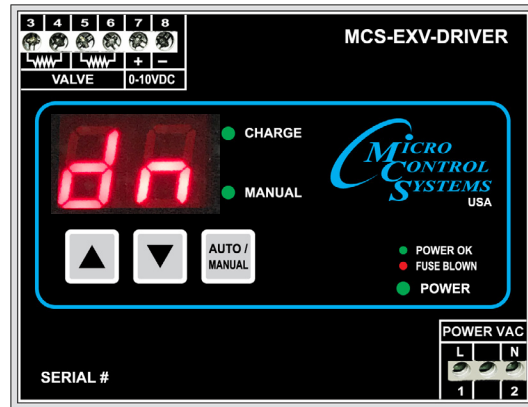 3 4 5 6 7 8
+ −
VALVE 0-10VDC
MCS-EXV-DRIVER
dn
CHARGE
MANUAL
MICRO
CONTROL
SYSTEMS
USA
▲ ▼ AUTO /
MANUAL
POWER OK
FUSE BLOWN
POWER
POWER VAC
L N
1 2
SERIAL #